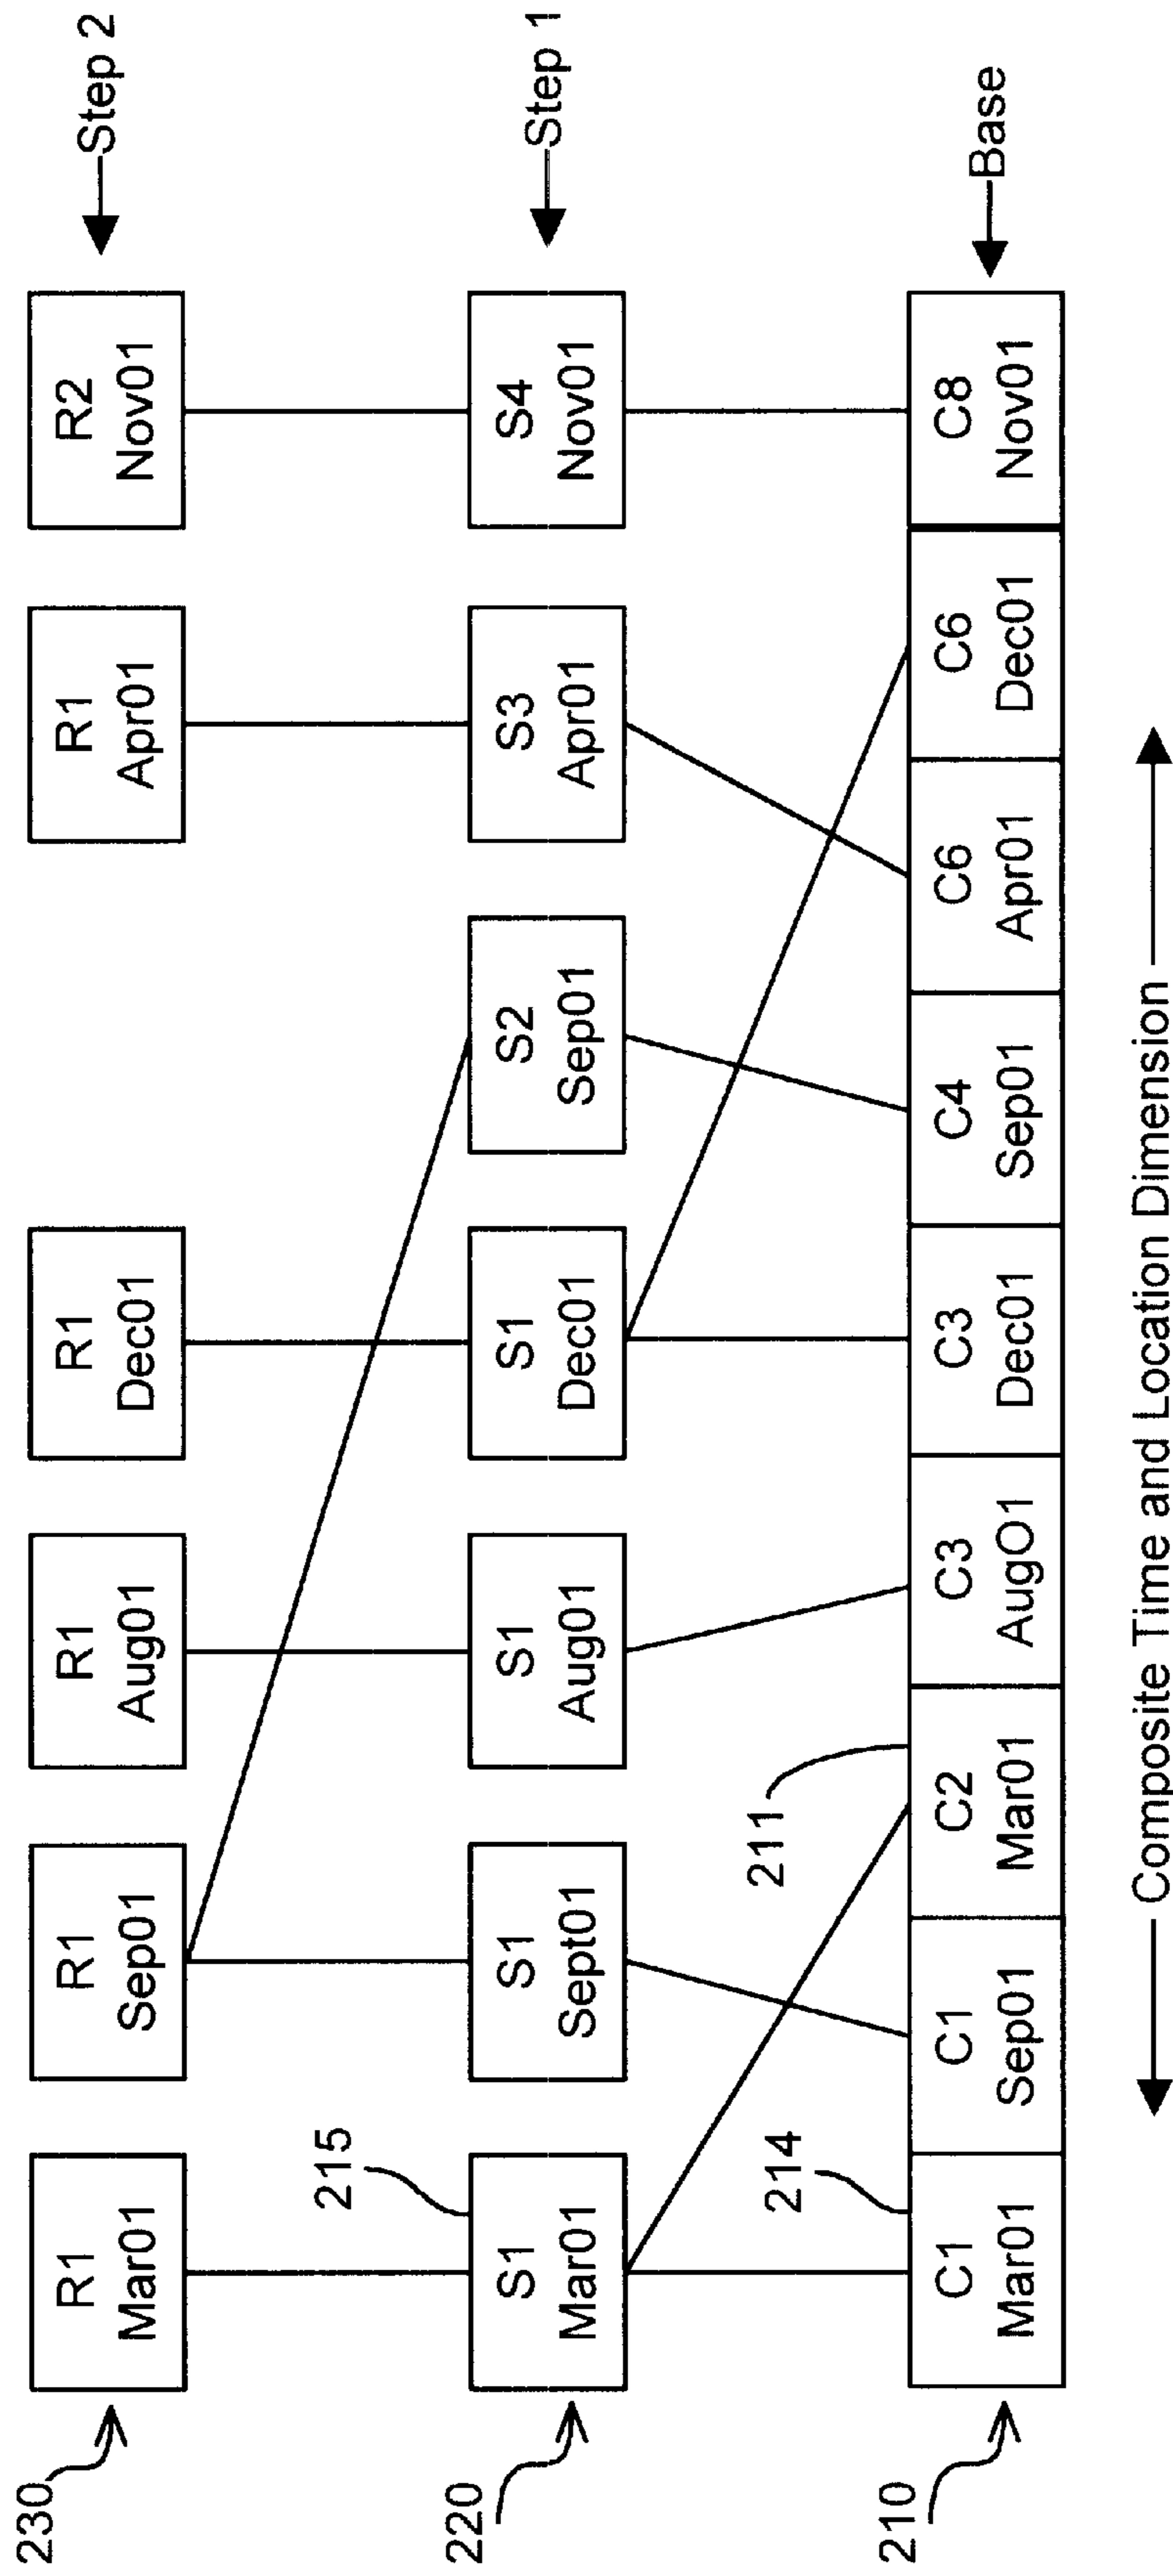 230
R1
Mar01
R1
Sep01
R1
Aug01
R1
Dec01
R1
Apr01
R2
Nov01
Step 2
220
215
S1
Mar01
S1
Sept01
S1
Aug01
S1
Dec01
S2
Sep01
S3
Apr01
S4
Nov01
Step 1
210
214
211
C1
Mar01
C1
Sep01
C2
Mar01
C3
AugO1
C3
Dec01
C4
Sep01
C6
Apr01
C6
Dec01
C8
Nov01
Base
Composite Time and Location Dimension